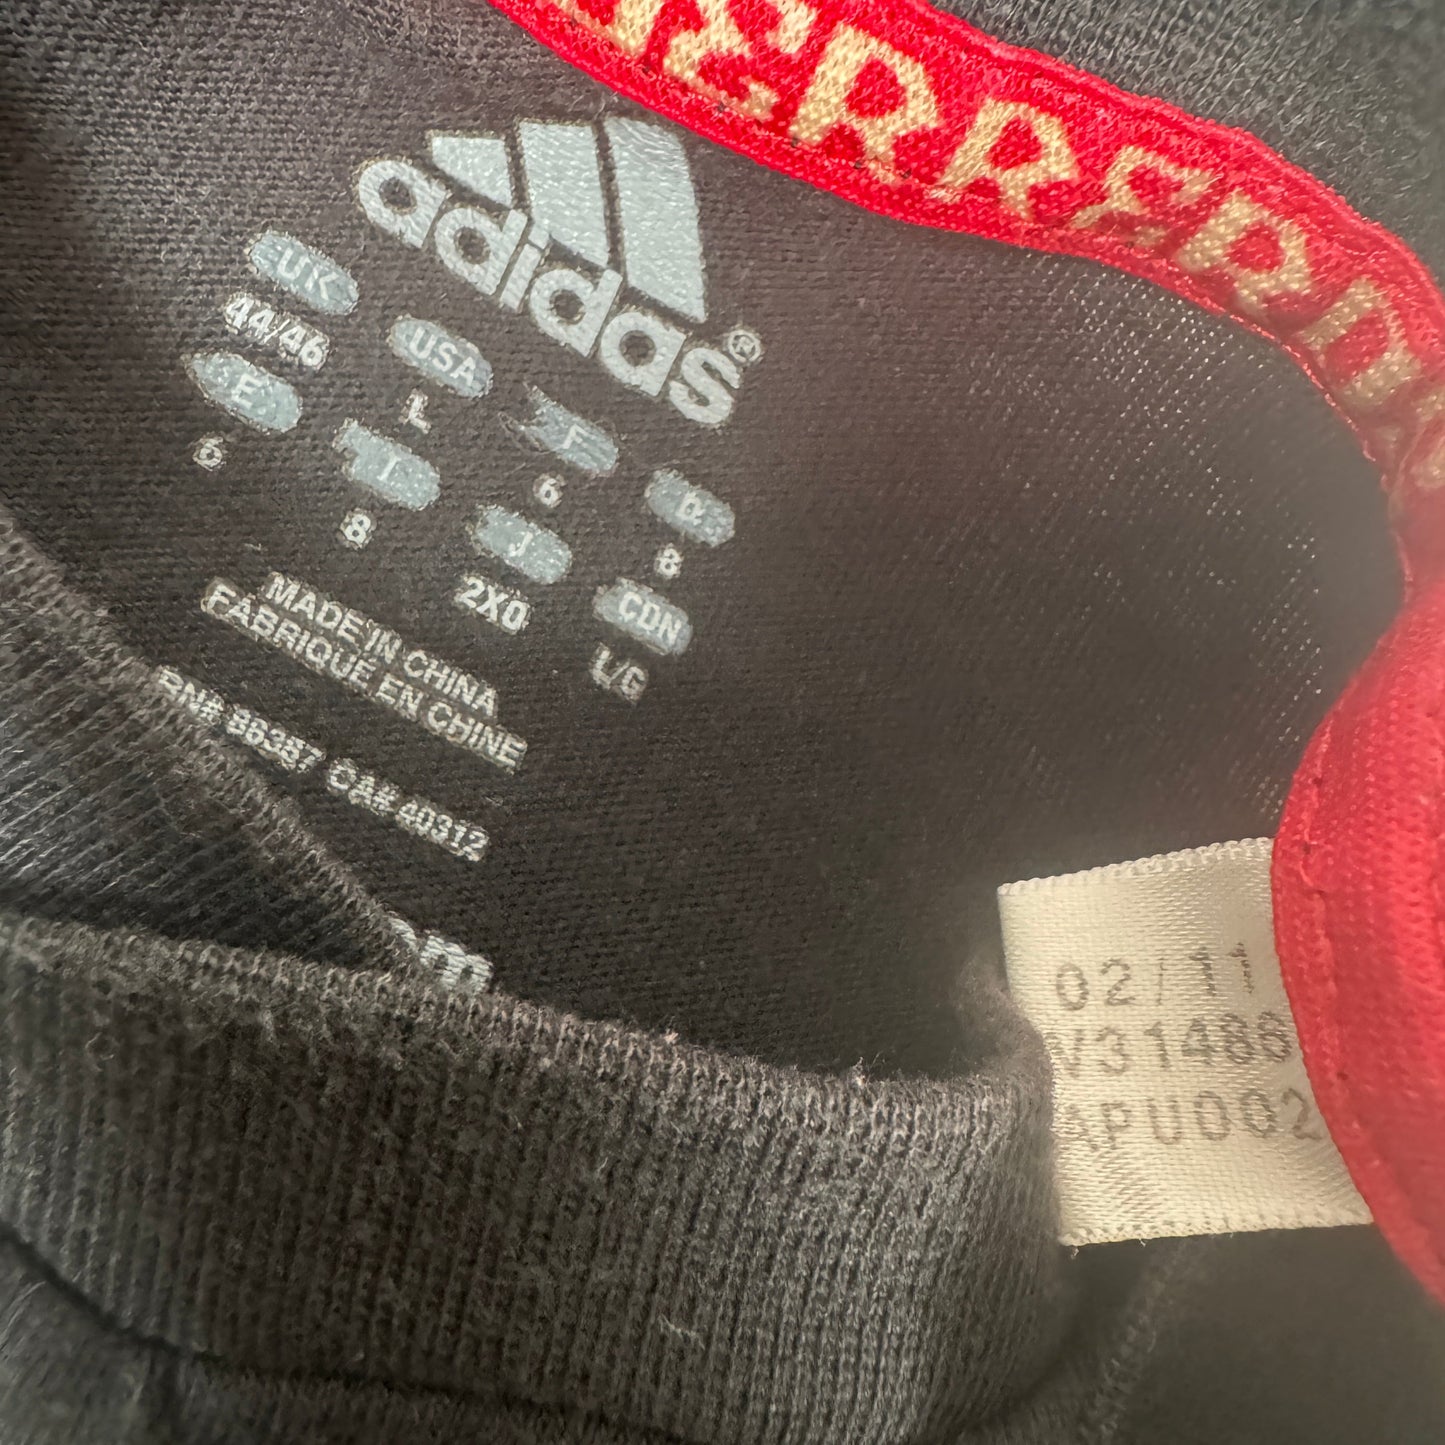 adidas®
UK USA F D
44/46 L 6 8
E I J CDN
6 8 2XO L/G
MADE IN CHINA
FABRIQUÉ EN CHINE
RN# 88387 CA# 40312
02/11
V31488
APU002